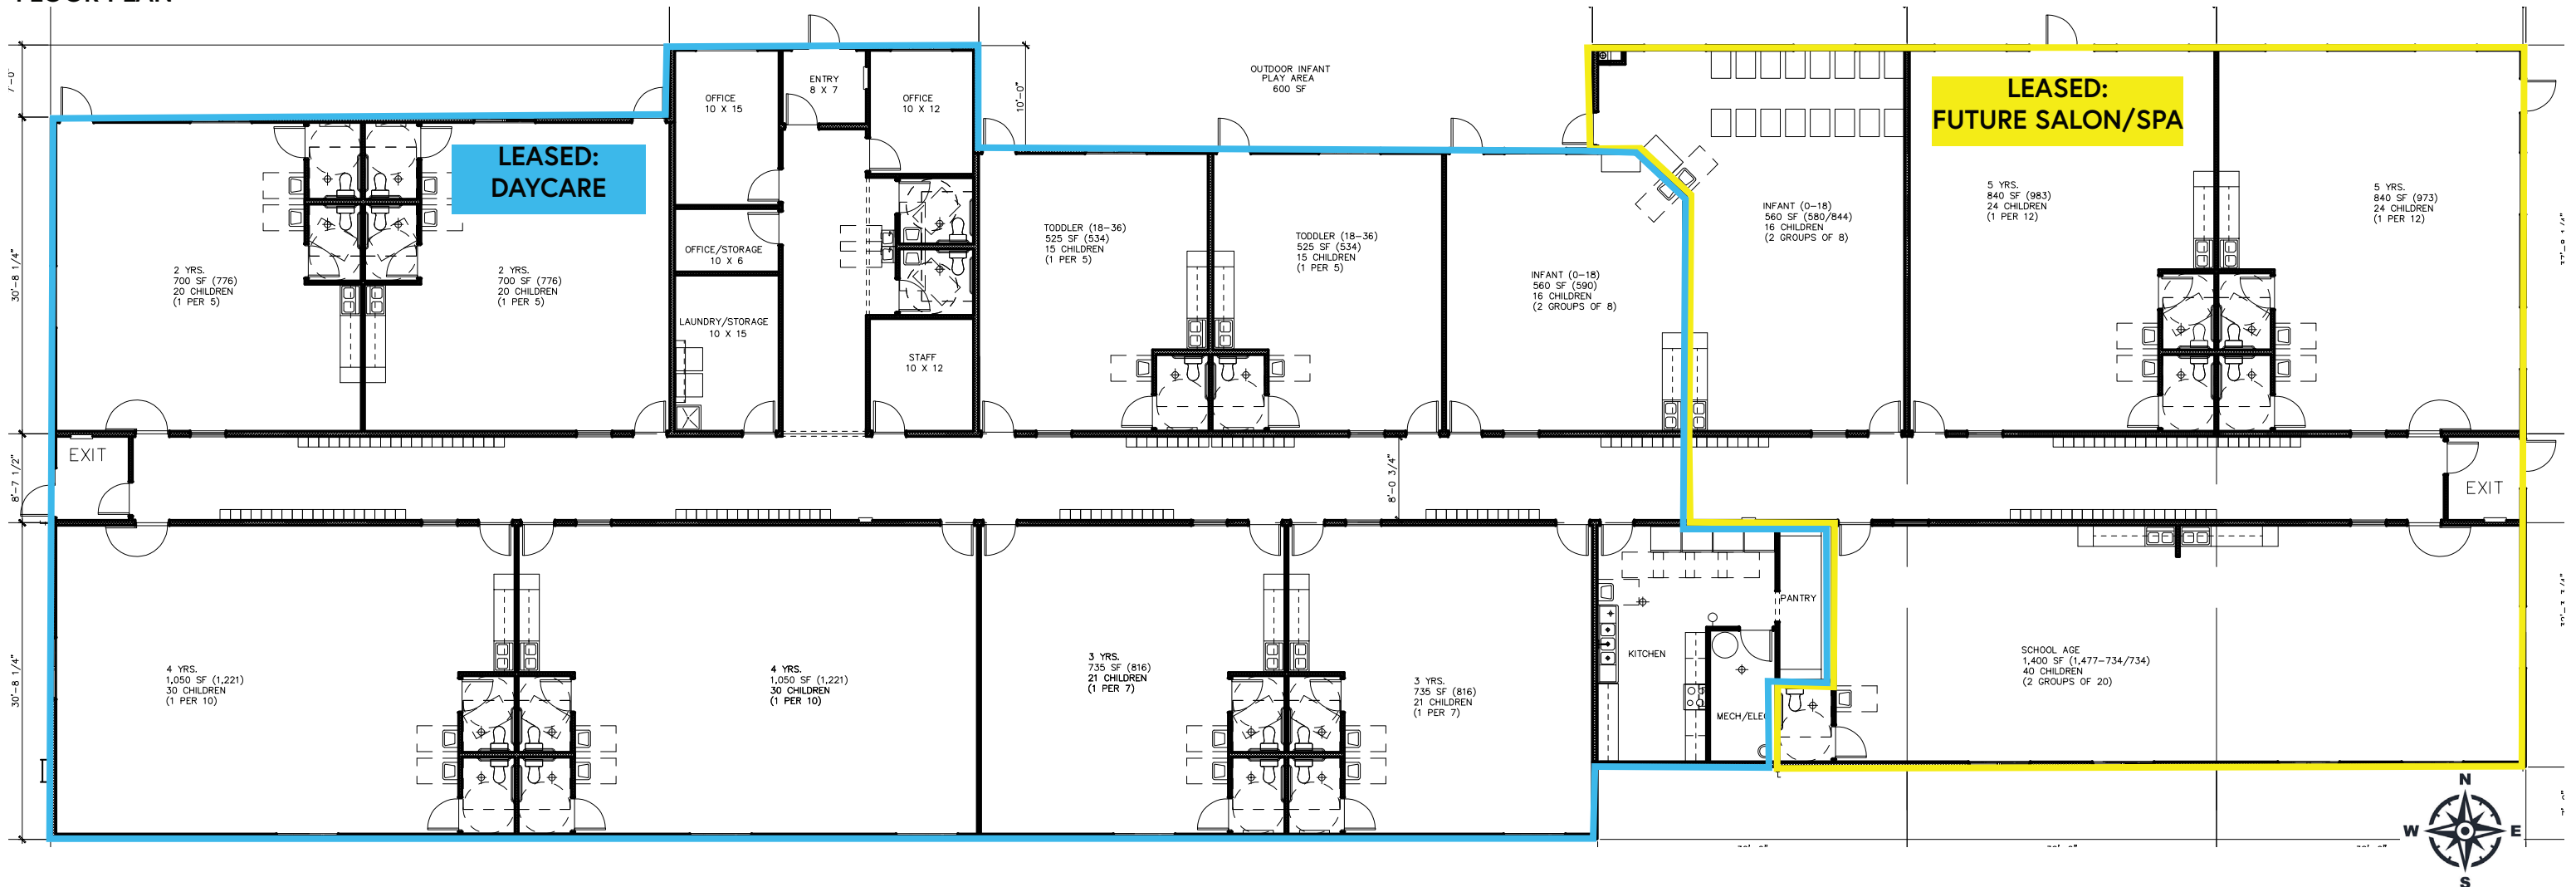 7'-0"
ENTRY
8 X 7
OFFICE
10 X 15
OFFICE
10 X 12
10'-0"
OUTDOOR INFANT
PLAY AREA
600 SF
LEASED:
FUTURE SALON/SPA
LEASED:
DAYCARE
30'-8 1/4"
2 YRS.
700 SF (776)
20 CHILDREN
(1 PER 5)
2 YRS.
700 SF (776)
20 CHILDREN
(1 PER 5)
OFFICE/STORAGE
10 X 6
LAUNDRY/STORAGE
10 X 15
STAFF
10 X 12
TODDLER (18-36)
525 SF (534)
15 CHILDREN
(1 PER 5)
TODDLER (18-36)
525 SF (534)
15 CHILDREN
(1 PER 5)
INFANT (0-18)
560 SF (590)
16 CHILDREN
(2 GROUPS OF 8)
INFANT (0-18)
560 SF (580/844)
16 CHILDREN
(2 GROUPS OF 8)
5 YRS.
840 SF (983)
24 CHILDREN
(1 PER 12)
5 YRS.
840 SF (973)
24 CHILDREN
(1 PER 12)
8'-7 1/2"
EXIT
8'-0 3/4"
EXIT
30'-8 1/4"
4 YRS.
1,050 SF (1,221)
30 CHILDREN
(1 PER 10)
4 YRS.
1,050 SF (1,221)
30 CHILDREN
(1 PER 10)
3 YRS.
735 SF (816)
21 CHILDREN
(1 PER 7)
3 YRS.
735 SF (816)
21 CHILDREN
(1 PER 7)
KITCHEN
PANTRY
MECH/ELEC
SCHOOL AGE
1,400 SF (1,477-734/734)
40 CHILDREN
(2 GROUPS OF 20)
N
W
E
S